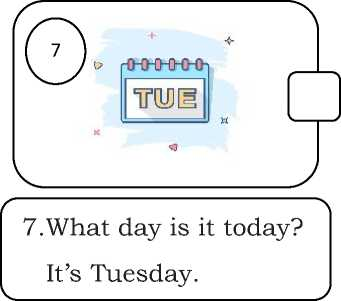 7
TUE
7.What day is it today?
It's Tuesday.